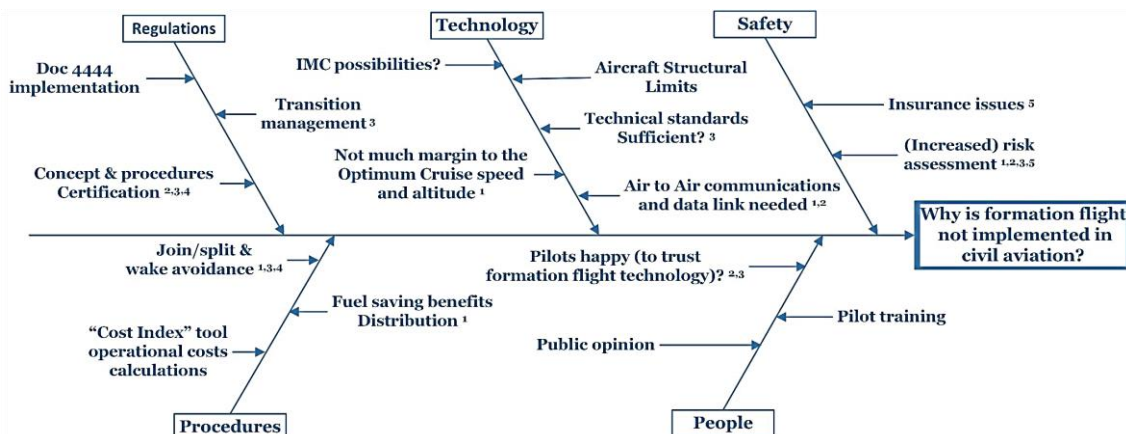 Regulations
Technology
Safety
Doc 4444
implementation
Transition
management ³
Concept & procedures
Certification ²,³,⁴
IMC possibilities?
Aircraft Structural
Limits
Technical standards
Sufficient? ³
Not much margin to the
Optimum Cruise speed
and altitude ¹
Air to Air communications
and data link needed ¹,²
Insurance issues ⁵
(Increased) risk
assessment ¹,²,³,⁵
Why is formation flight
not implemented in
civil aviation?
Join/split &
wake avoidance ¹,³,⁴
Fuel saving benefits
Distribution ¹
“Cost Index” tool
operational costs
calculations
Pilots happy (to trust
formation flight technology)? ²,³
Pilot training
Public opinion
Procedures
People